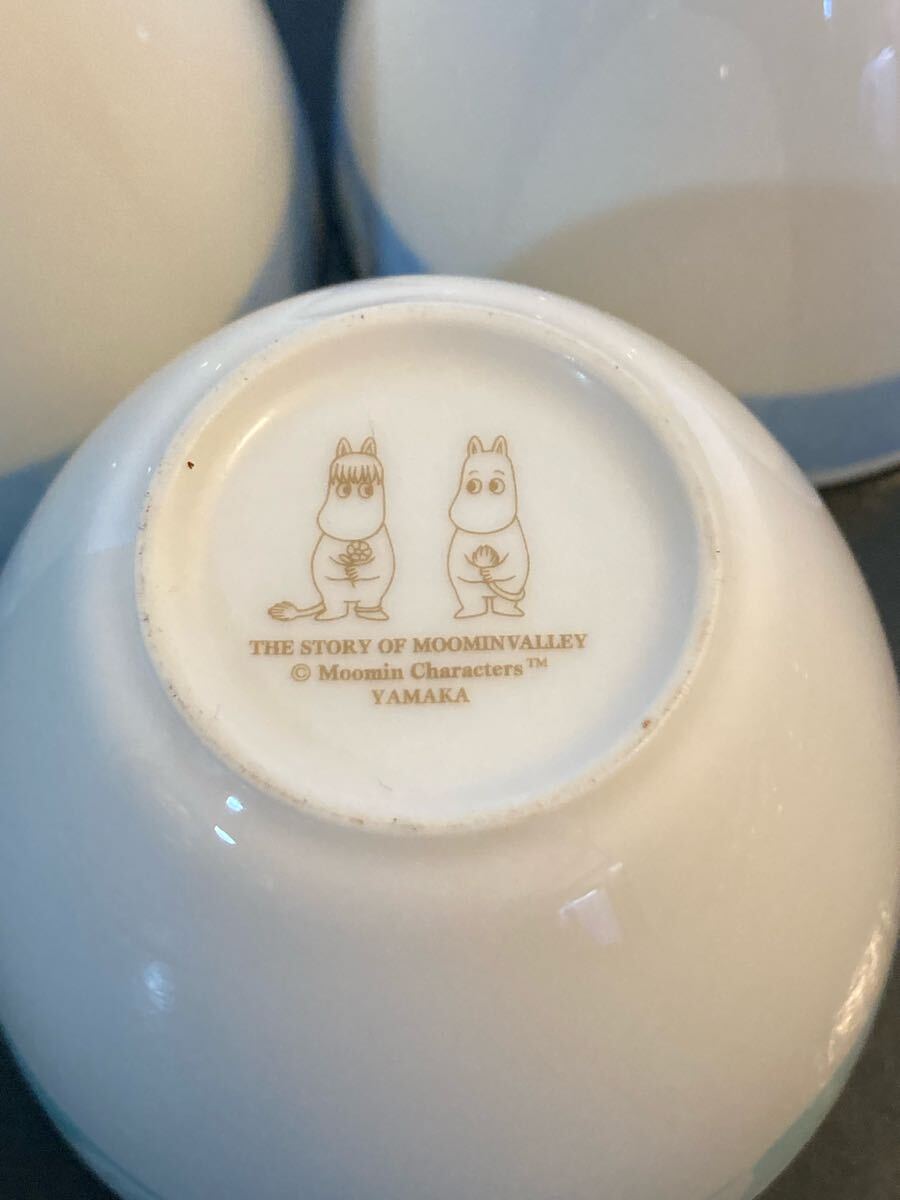 THE STORY OF MOOMINVALLEY
© Moomin Characters™
YAMAKA